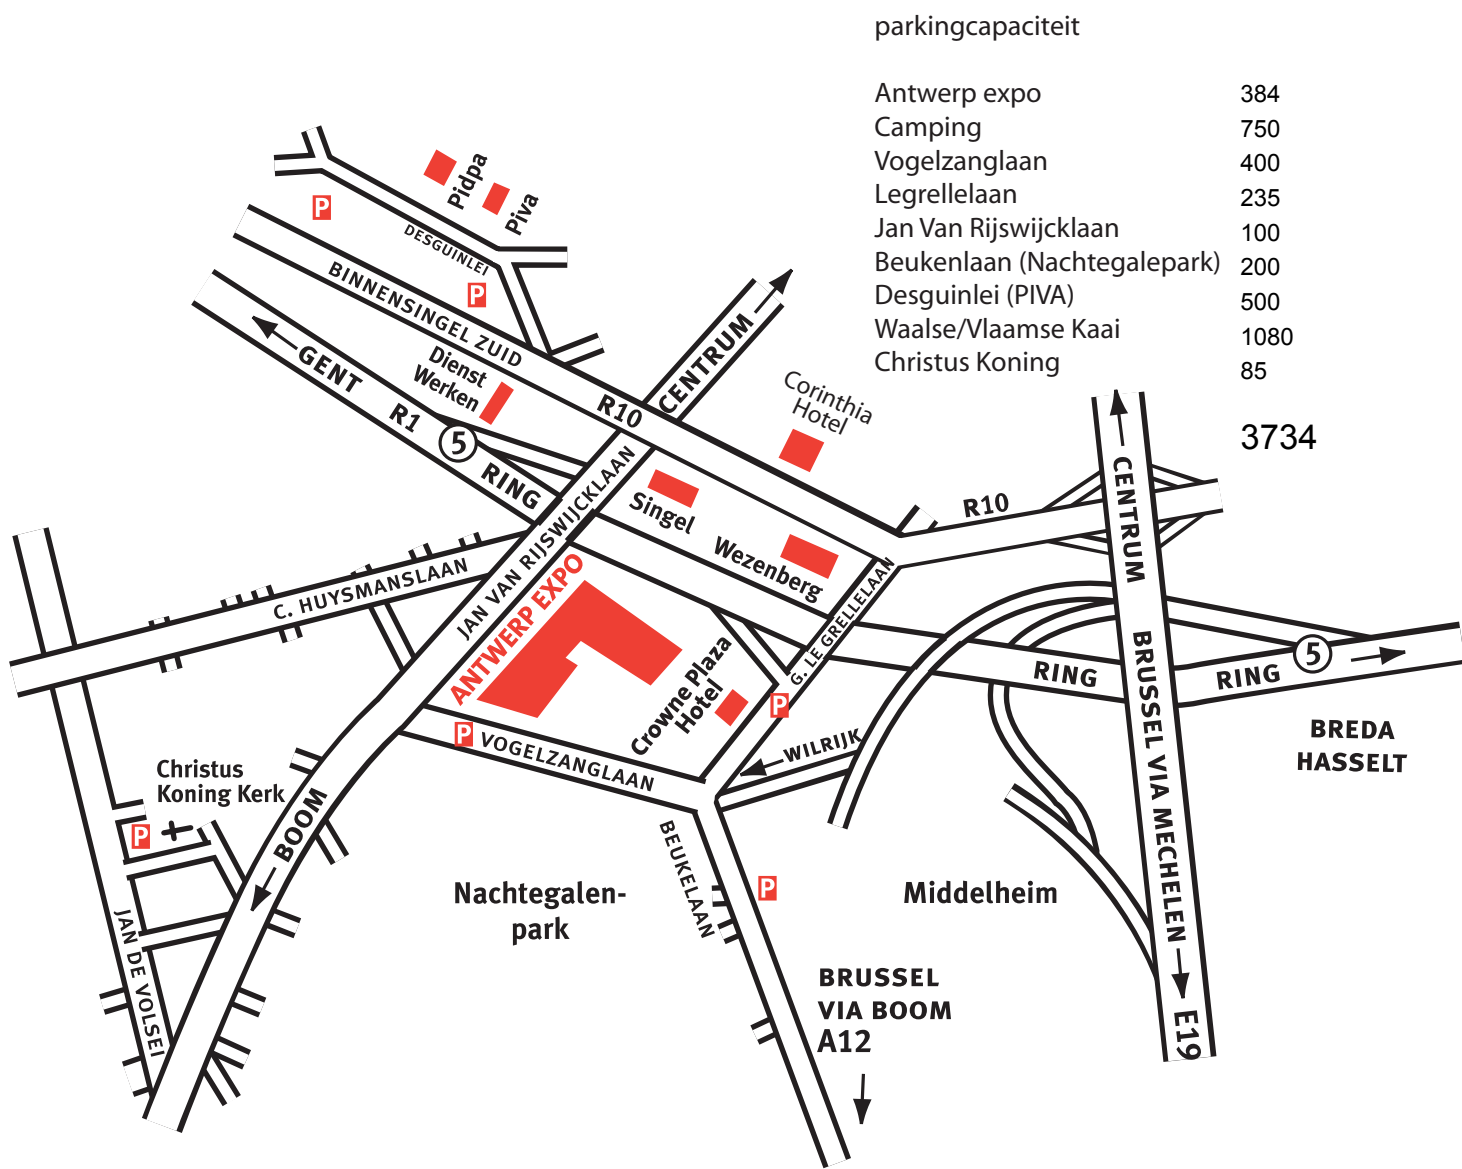 parkingcapaciteit
Antwerp expo 384
Camping 750
Vogelzanglaan 400
Legrellelaan 235
Jan Van Rijswijcklaan 100
Beukenlaan (Nachtegalepark) 200
Desguinlei (PIVA) 500
Waalse/Vlaamse Kaai 1080
Christus Koning 85
3734
Pidpa
Piva
P
DESGUINLEI
P
BINNENSINGEL ZUID
GENT
Dienst
Werken
R1
5
RING
R10
CENTRUM
Corinthia
Hotel
JAN VAN RIJSWIJCKLAAN
Singel
Wezenberg
R10
CENTRUM
C. HUYSMANSLAAN
ANTWERP EXPO
G. LE GRELLELAAN
Crowne Plaza
Hotel
P
RING
RING
5
BREDA
HASSELT
P
VOGELZANGLAAN
WILRIJK
BRUSSEL VIA MECHELEN
E19
Christus
Koning Kerk
P
BOOM
BEUKELAAN
P
Nachtegalen-
park
Middelheim
JAN DE VOLSEI
BRUSSEL
VIA BOOM
A12